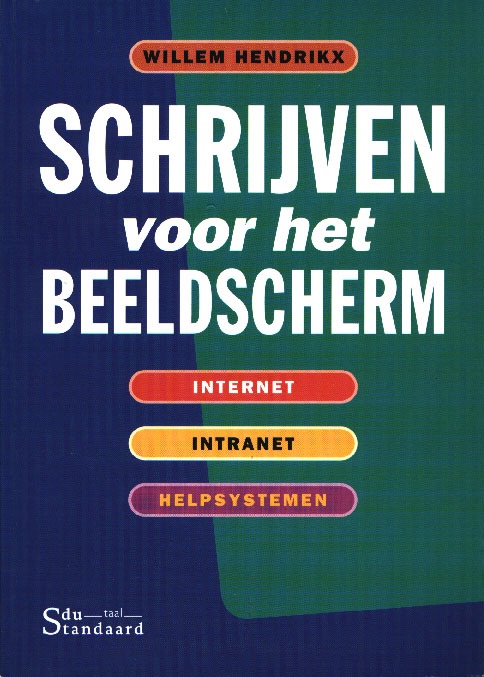 WILLEM HENDRIKX
SCHRIJVEN
voor het
BEELDSCHERM
INTERNET
INTRANET
HELPSYSTEMEN
Sdu—taal—
Standaard